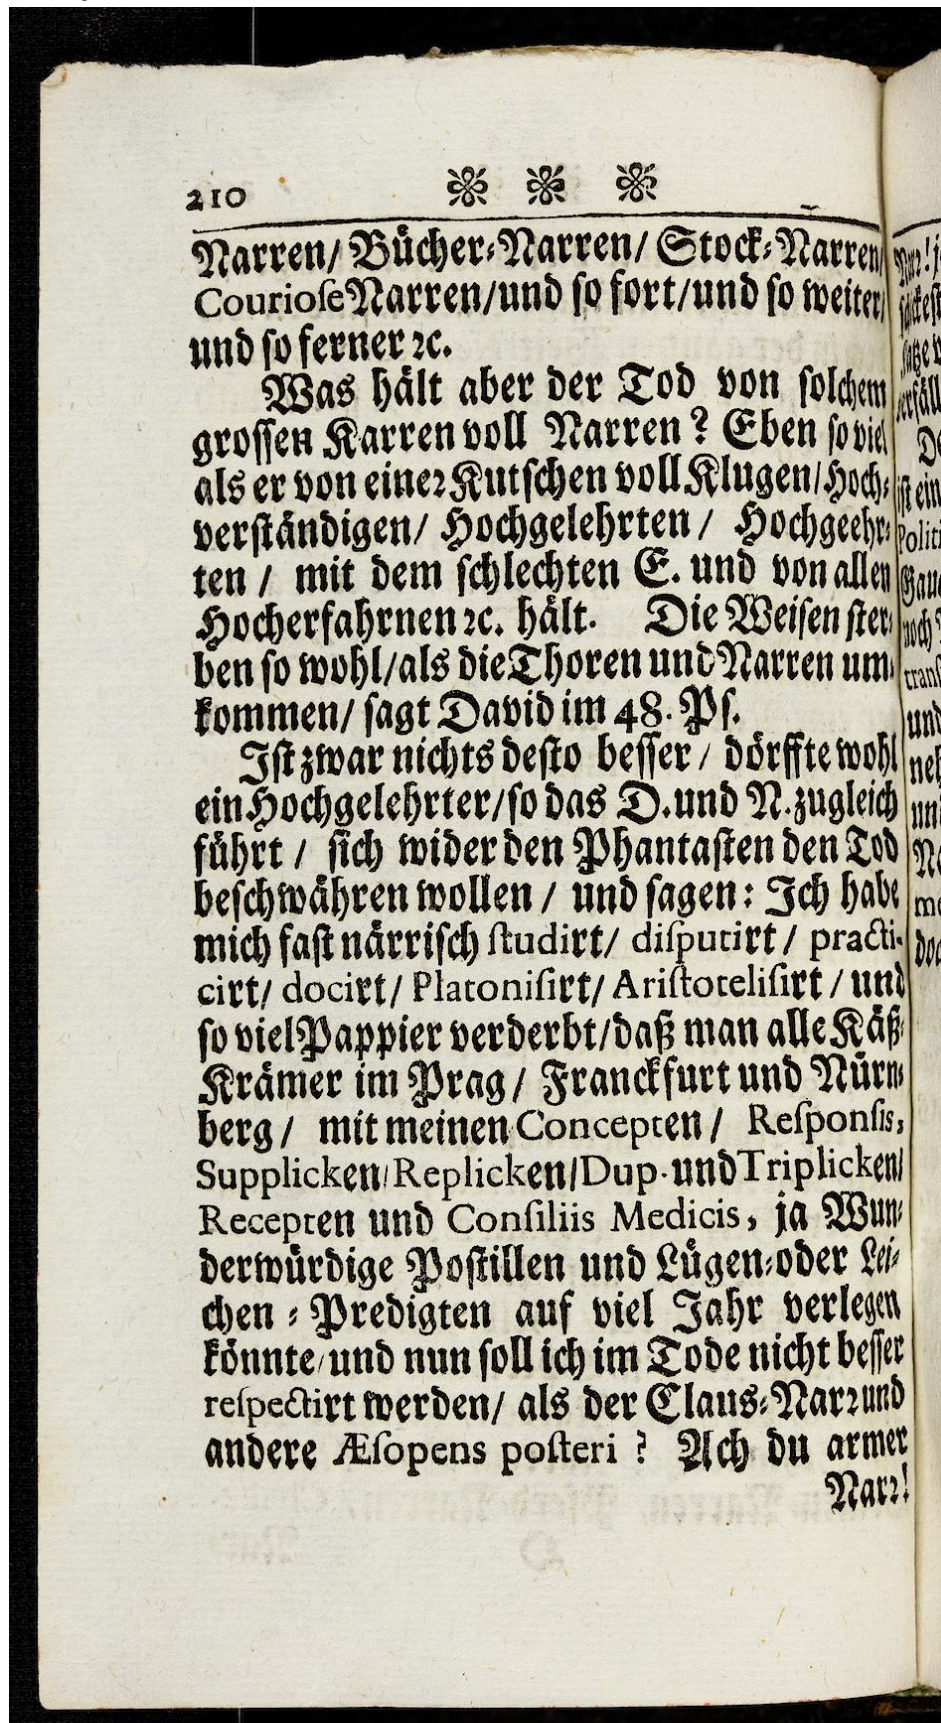 210
Narren/ Bücher-Narren/ Stock-Narren/
Couriose Narren/und so fort/und so weiter/
und so ferner ꝛc.
Was hält aber der Tod von solchem
grossen Karren voll Narren? Eben so viel
als er von einer Kutschen voll Klugen/Hoch-
verständigen/ Hochgelehrten / Hochgeehr-
ten / mit dem schlechten E. und von allen
Hocherfahrnen ꝛc. hält. Die Weisen ster-
ben so wohl/als die Thoren und Narren um-
kommen/ sagt David im 48. Ps.
Ist zwar nichts desto besser / dörffte wohl
ein Hochgelehrter/so das D. und N. zugleich
führt / sich wider den Phantasten den Tod
beschwähren wollen / und sagen: Ich habe
mich fast närrisch studirt/ disputirt / practi-
cirt/ docirt/ Platonisirt/ Aristotelisirt / und
so viel Pappier verderbt/daß man alle Käß-
Krämer im Prag / Franckfurt und Nürn-
berg / mit meinen Concepten / Responsis,
Supplicken/Replicken/Dup- und Triplicken/
Recepten und Consiliis Medicis, ja Wun-
derwürdige Postillen und Lügen-oder Lei-
chen - Predigten auf viel Jahr verlegen
könnte/und nun soll ich im Tode nicht besser
respectirt werden/ als der Claus-Narr und
andere Æsopens posteri ? Ach du armer
Narr!